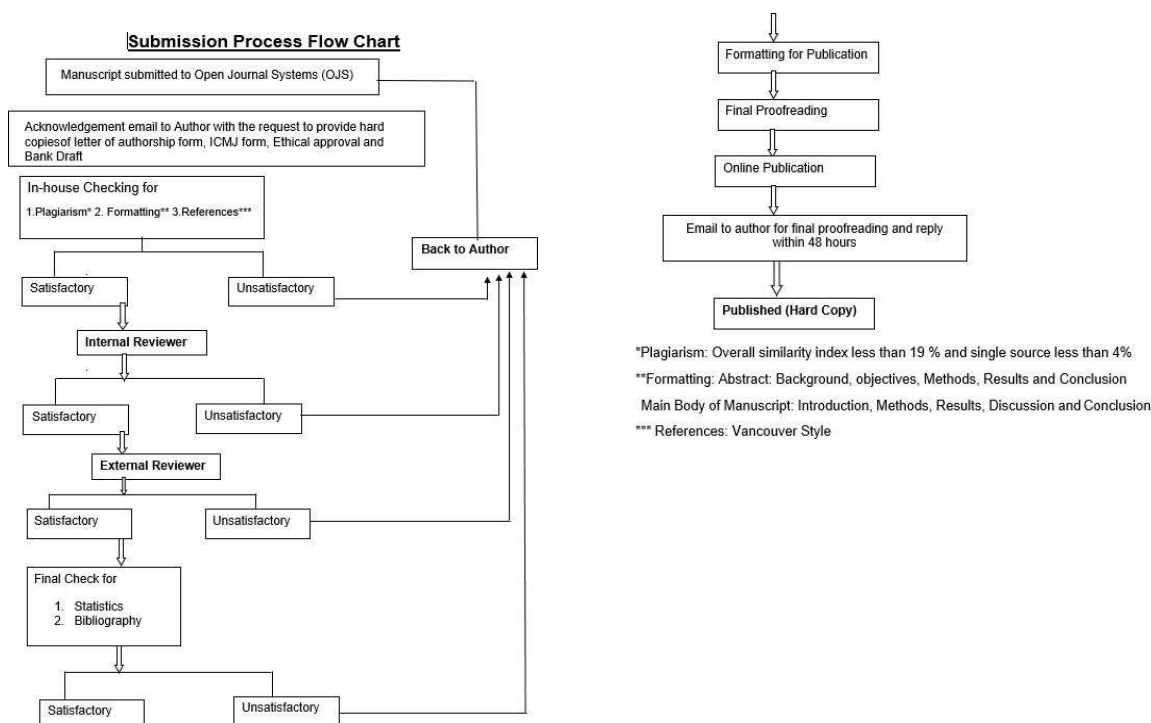 Submission Process Flow Chart
Manuscript submitted to Open Journal Systems (OJS)
Acknowledgement email to Author with the request to provide hard
copiesof letter of authorship form, ICMJ form, Ethical approval and
Bank Draft
In-house Checking for
1.Plagiarism* 2. Formatting** 3.References***
Back to Author
Satisfactory
Unsatisfactory
Internal Reviewer
Satisfactory
Unsatisfactory
External Reviewer
Satisfactory
Unsatisfactory
Final Check for
1. Statistics
2. Bibliography
Satisfactory
Unsatisfactory
Formatting for Publication
Final Proofreading
Online Publication
Email to author for final proofreading and reply
within 48 hours
Published (Hard Copy)
*Plagiarism: Overall similarity index less than 19 % and single source less than 4%
**Formatting: Abstract: Background, objectives, Methods, Results and Conclusion
Main Body of Manuscript: Introduction, Methods, Results, Discussion and Conclusion
*** References: Vancouver Style